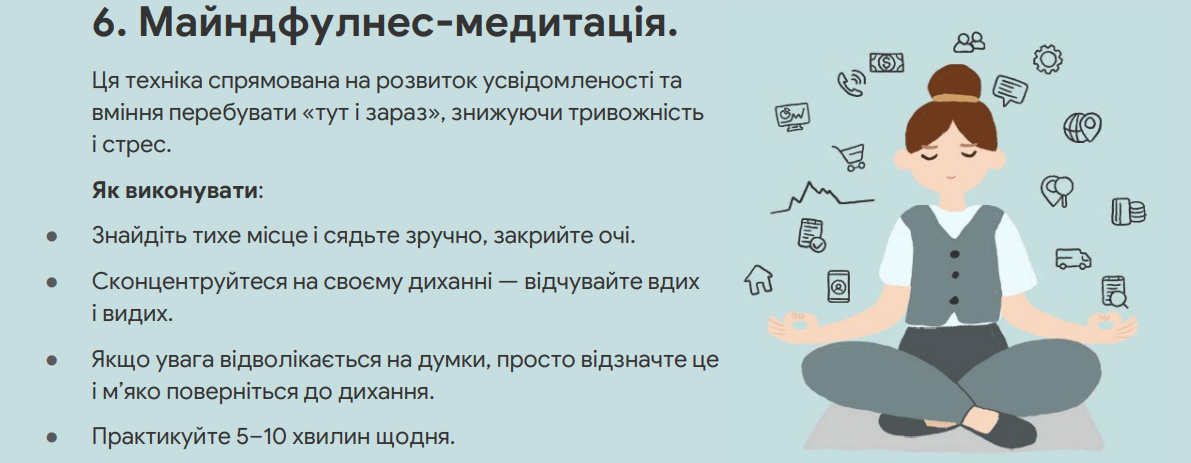 6. Майндфулнес-медитація.
Ця техніка спрямована на розвиток усвідомленості та
вміння перебувати «тут і зараз», знижуючи тривожність
і стрес.
Як виконувати:
● Знайдіть тихе місце і сядьте зручно, закрийте очі.
● Сконцентруйтеся на своєму диханні — відчувайте вдих
і видих.
● Якщо увага відволікається на думки, просто відзначте це
і м’яко поверніться до дихання.
● Практикуйте 5–10 хвилин щодня.